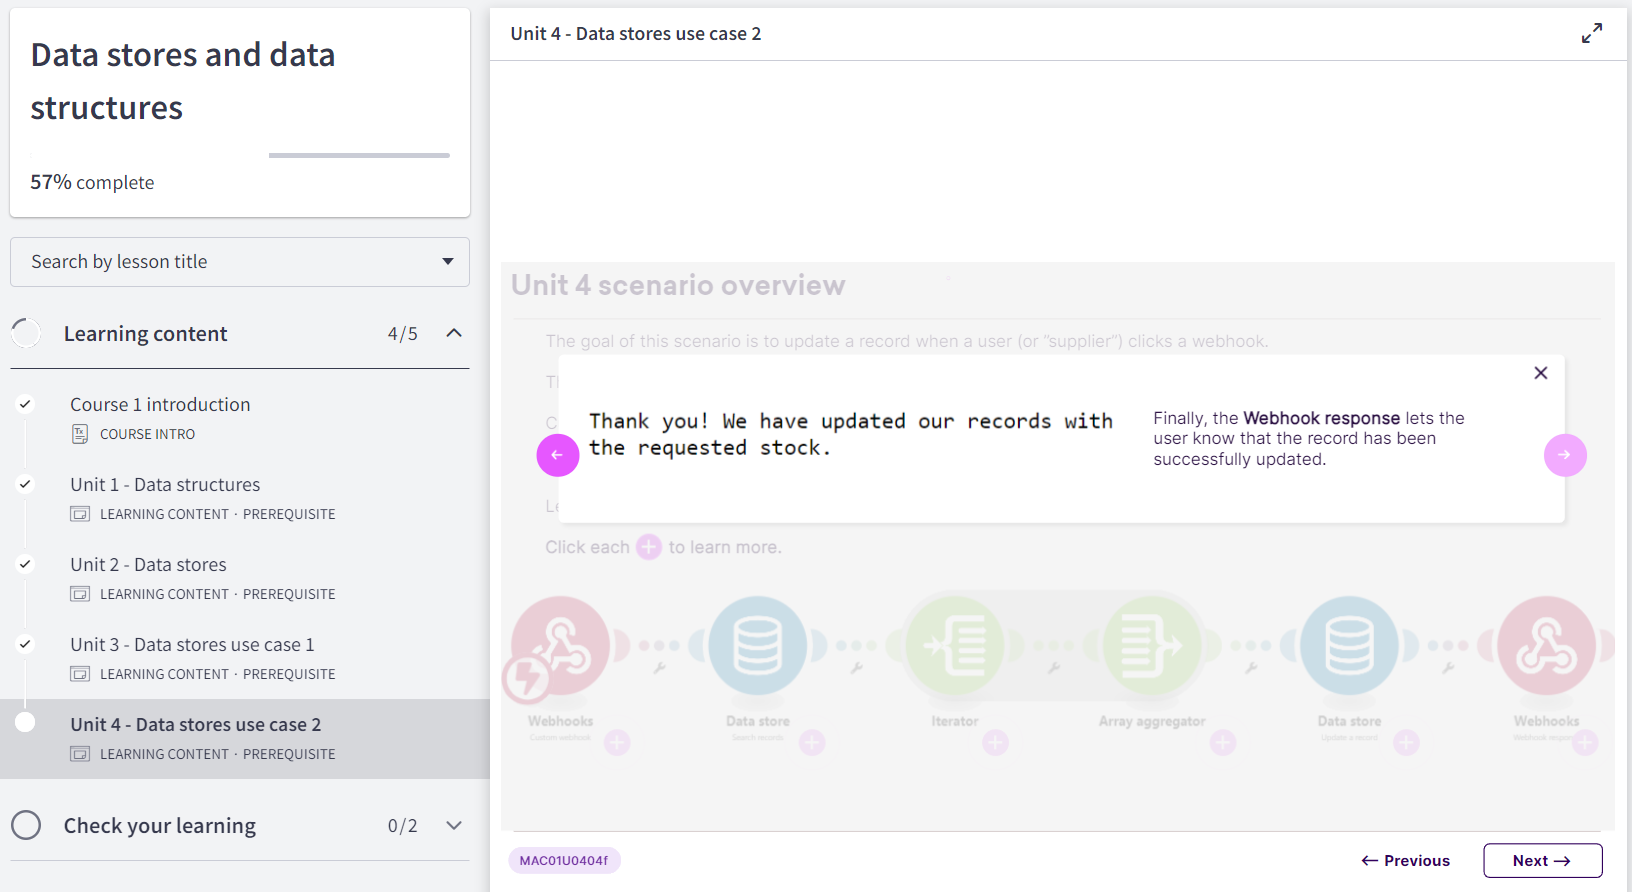 Data stores and data
structures
57% complete
Search by lesson title
Learning content 4/5
Course 1 introduction
COURSE INTRO
Unit 1 - Data structures
LEARNING CONTENT · PREREQUISITE
Unit 2 - Data stores
LEARNING CONTENT · PREREQUISITE
Unit 3 - Data stores use case 1
LEARNING CONTENT · PREREQUISITE
Unit 4 - Data stores use case 2
LEARNING CONTENT · PREREQUISITE
Check your learning 0/2
Unit 4 - Data stores use case 2
Unit 4 scenario overview
The goal of this scenario is to update a record when a user (or "supplier") clicks a webhook.
Thank you! We have updated our records with
the requested stock.
Finally, the Webhook response lets the
user know that the record has been
successfully updated.
Click each + to learn more.
Webhooks
Custom webhook
Data store
Search records
Iterator
Array aggregator
Data store
Update a record
Webhooks
Webhook
MAC01U0404f
← Previous
Next →